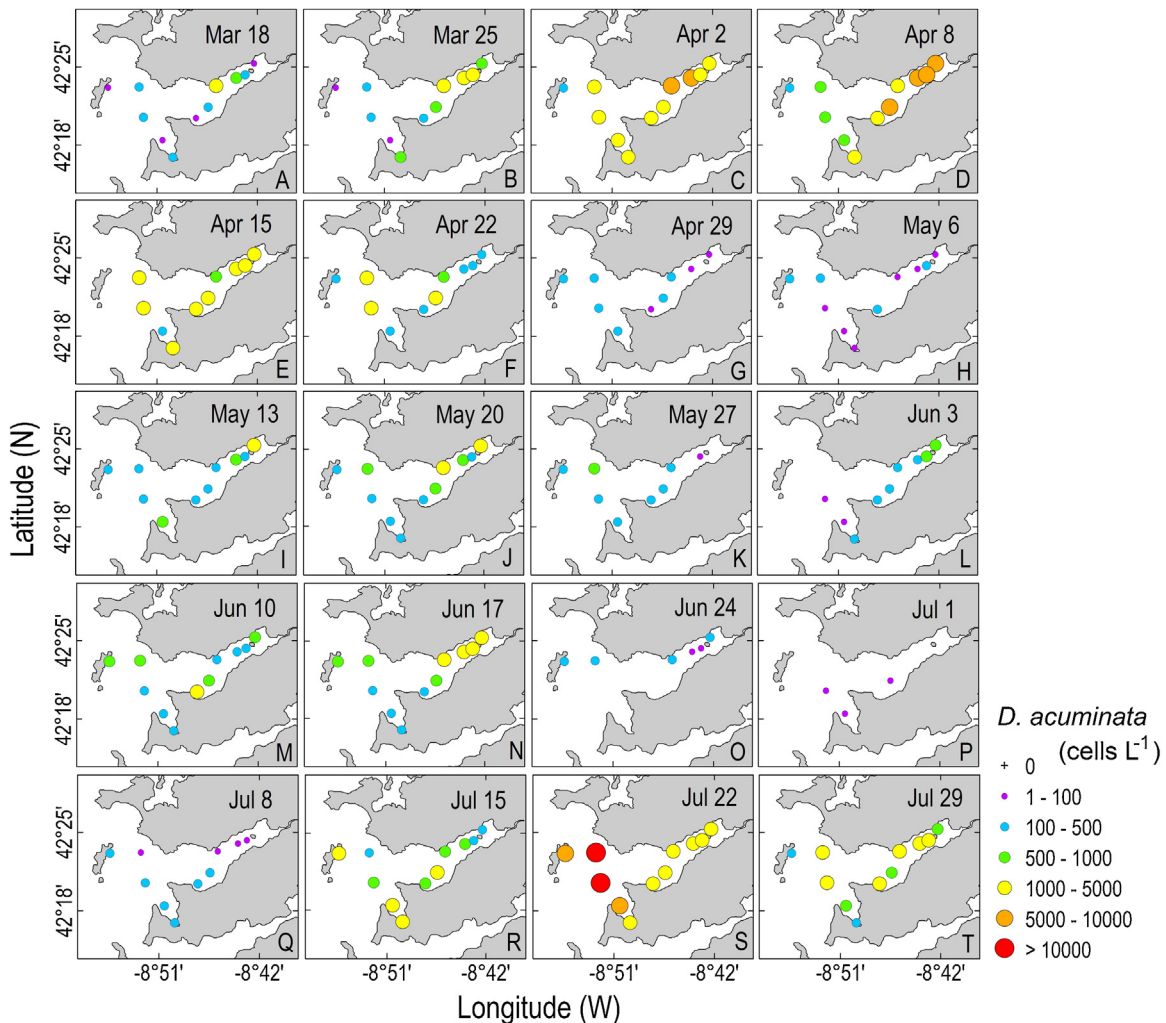 Mar 18
Mar 25
Apr 2
Apr 8
42°25'
42°18'
A
B
C
D
Apr 15
Apr 22
Apr 29
May 6
42°25'
42°18'
E
F
G
H
May 13
May 20
May 27
Jun 3
42°25'
42°18'
I
J
K
L
Latitude (N)
Jun 10
Jun 17
Jun 24
Jul 1
42°25'
42°18'
M
N
O
P
Jul 8
Jul 15
Jul 22
Jul 29
42°25'
42°18'
Q
R
S
T
-8°51' -8°42' -8°51' -8°42' -8°51' -8°42' -8°51' -8°42'
Longitude (W)
D. acuminata
(cells L-1)
0
1 - 100
100 - 500
500 - 1000
1000 - 5000
5000 - 10000
> 10000